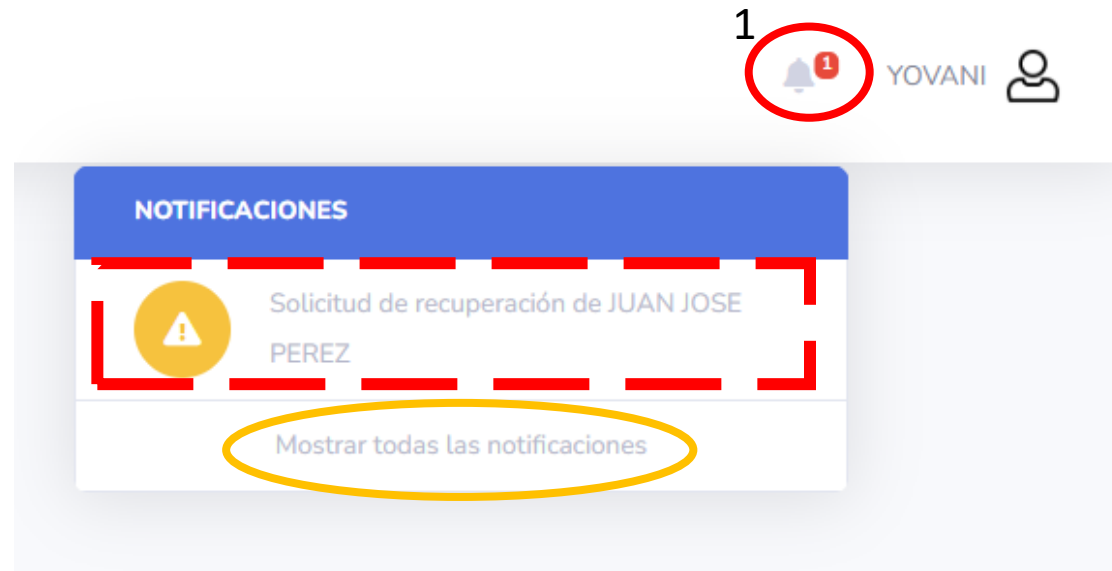 1
1
YOVANI
NOTIFICACIONES
Solicitud de recuperación de JUAN JOSE
PEREZ
Mostrar todas las notificaciones